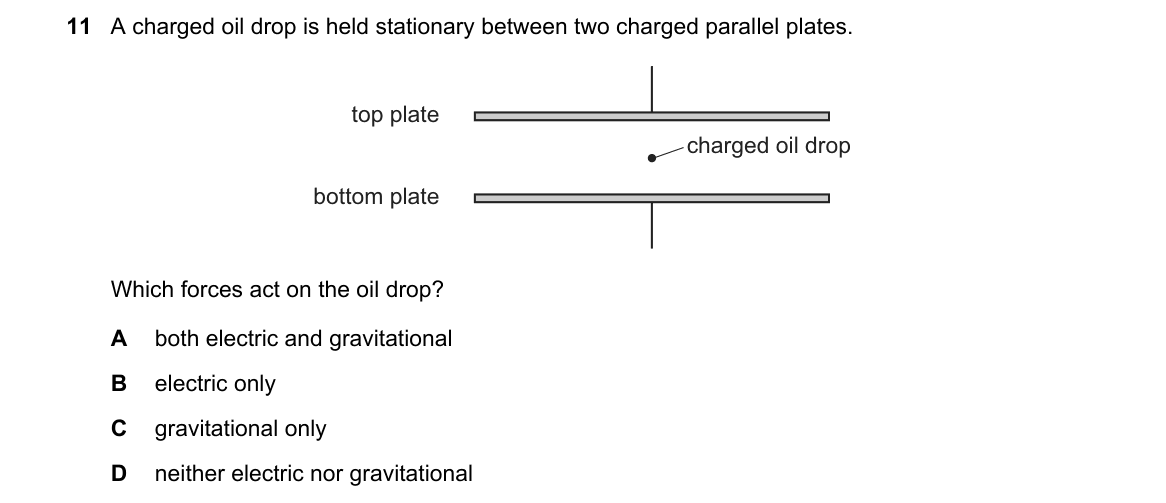 11 A charged oil drop is held stationary between two charged parallel plates.
top plate
charged oil drop
bottom plate
Which forces act on the oil drop?
A both electric and gravitational
B electric only
C gravitational only
D neither electric nor gravitational